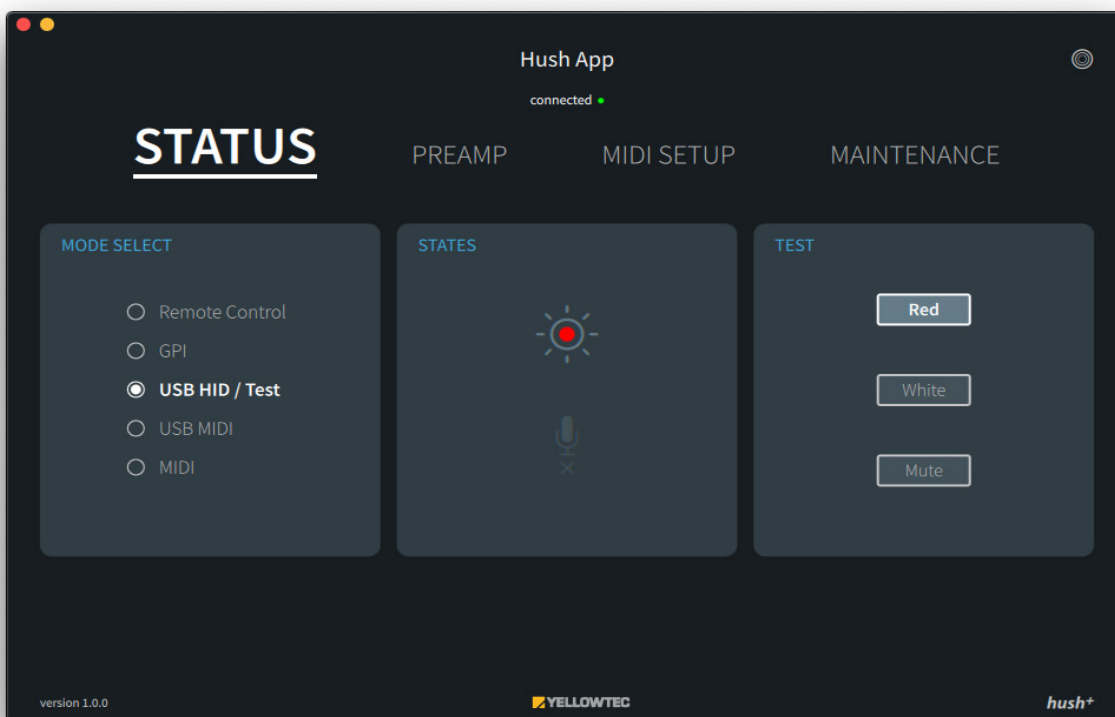 Hush App
connected
STATUS
PREAMP
MIDI SETUP
MAINTENANCE
MODE SELECT
Remote Control
GPI
USB HID / Test
USB MIDI
MIDI
STATES
TEST
Red
White
Mute
version 1.0.0
YELLOWTEC
hush+